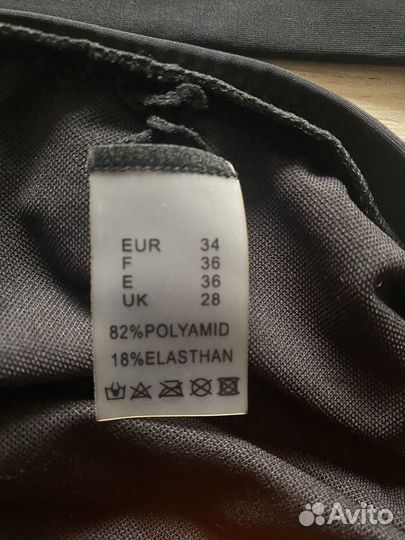 EUR 34
F 36
E 36
UK 28
82%POLYAMID
18%ELASTHAN
Avito